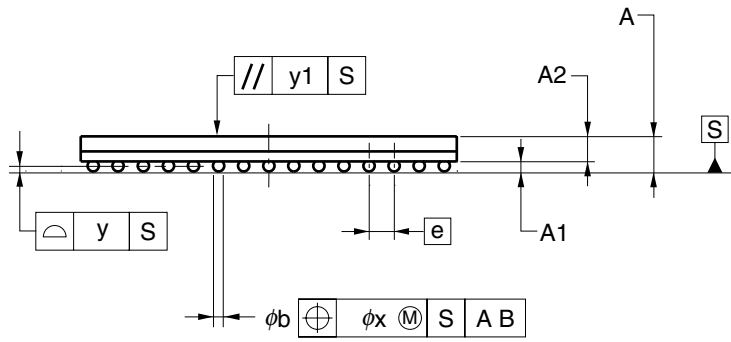 A
// y1 S
A2
S
⌓ y S
e
A1
ϕb ⌖ ϕx Ⓜ S A B